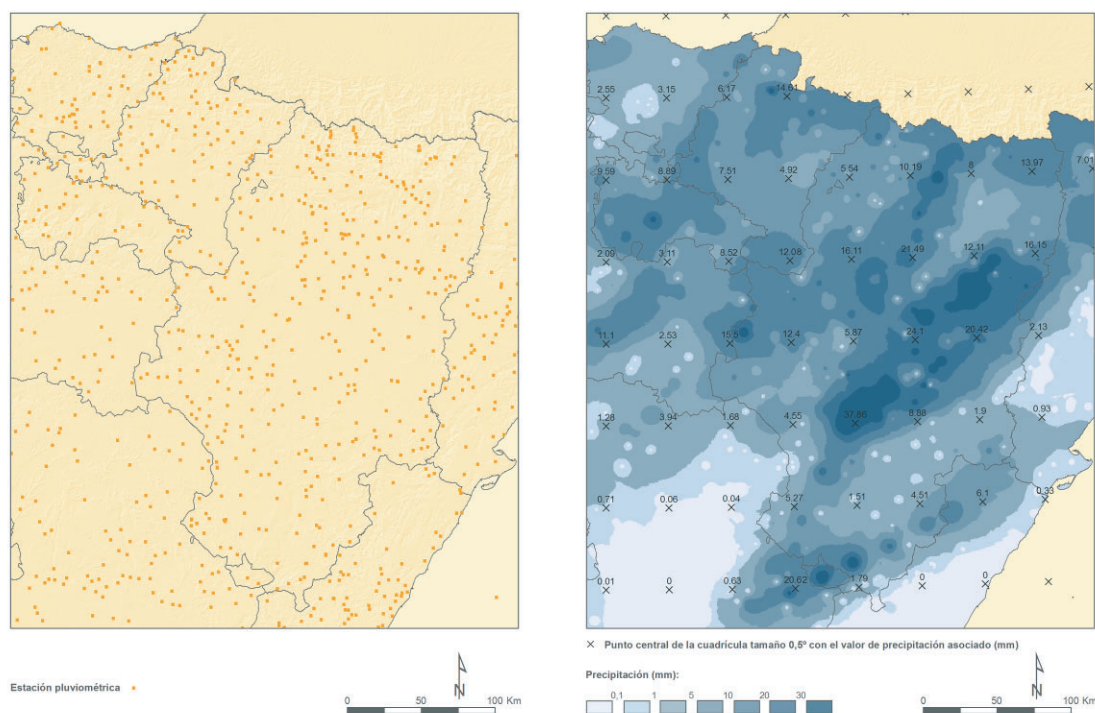 2.55 3.15 6.17 14.61
9.59 8.89 7.51 4.92 5.54 10.19 8 13.97 7.01
2.09 3.11 8.52 12.08 16.11 21.49 12.11 16.15
11.1 2.53 15.5 12.4 5.87 24.1 20.42 2.13
1.28 3.94 1.68 4.55 37.86 8.58 1.9 0.93
0.71 0.06 0.04 5.27 1.51 4.51 6.1 0.33
0.01 0 0.63 20.62 1.79 0 0
Estación pluviométrica
N
0 50 100 Km
Punto central de la cuadrícula tamaño 0,5º con el valor de precipitación asociado (mm)
Precipitación (mm):
0,1 1 5 10 20 30
N
0 50 100 Km